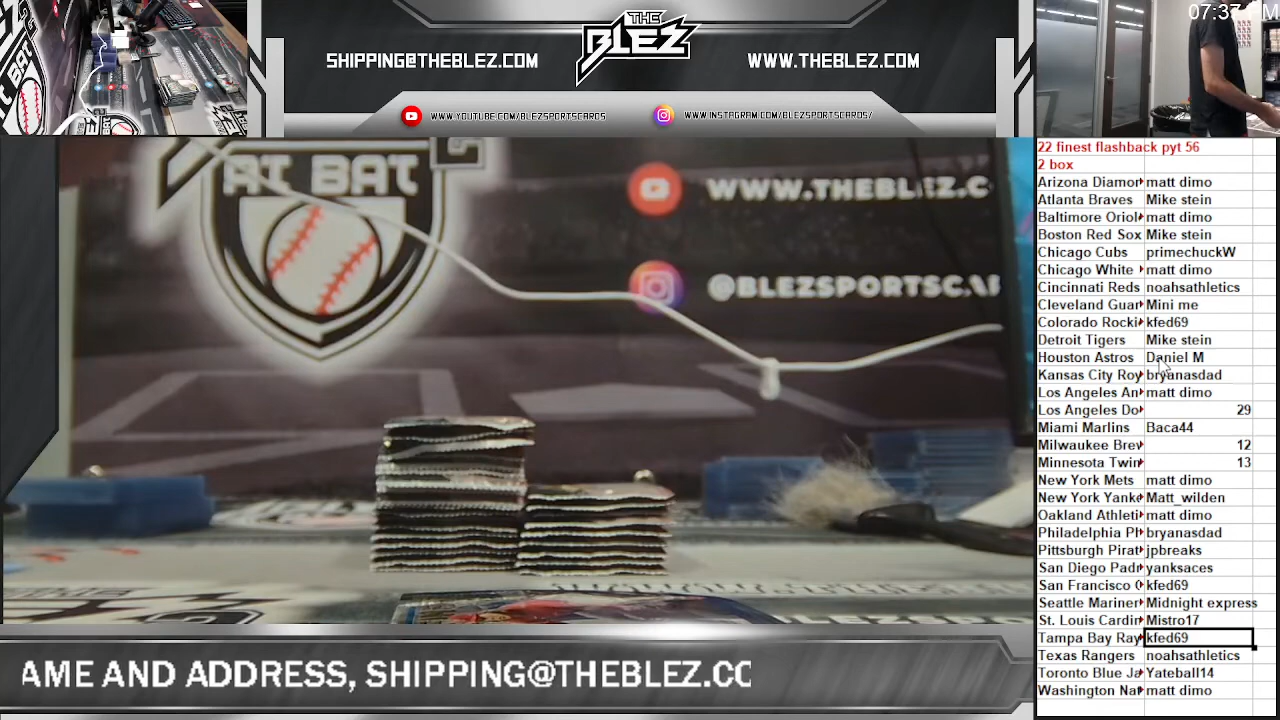 07:37 PM
THE
BLEZ
SHIPPING@THEBLEZ.COM
WWW.THEBLEZ.COM
WWW.YOUTUBE.COM/BLEZSPORTSCARDS
WWW.INSTAGRAM.COM/BLEZSPORTSCARDS/
AT BAT
WWW.THEBLEZ.C
@BLEZSPORTSCAR
22 finest flashback pyt 56
2 box
Arizona Diamor matt dimo
Atlanta Braves Mike stein
Baltimore Oriol matt dimo
Boston Red Sox Mike stein
Chicago Cubs primechuckW
Chicago White matt dimo
Cincinnati Reds noahsathletics
Cleveland Guar Mini me
Colorado Rocki kfed69
Detroit Tigers Mike stein
Houston Astros Daniel M
Kansas City Roy bryanasdad
Los Angeles An matt dimo
Los Angeles Do 29
Miami Marlins Baca44
Milwaukee Brev 12
Minnesota Twin 13
New York Mets matt dimo
New York Yanke Matt_wilden
Oakland Athleti matt dimo
Philadelphia Pl bryanasdad
Pittsburgh Pirat jpbreaks
San Diego Padr yanksaces
San Francisco G kfed69
Seattle Mariner Midnight express
St. Louis Cardin Mistro17
Tampa Bay Ray kfed69
Texas Rangers noahsathletics
Toronto Blue Ja Yateball14
Washington Nat matt dimo
AME AND ADDRESS, SHIPPING@THEBLEZ.CO